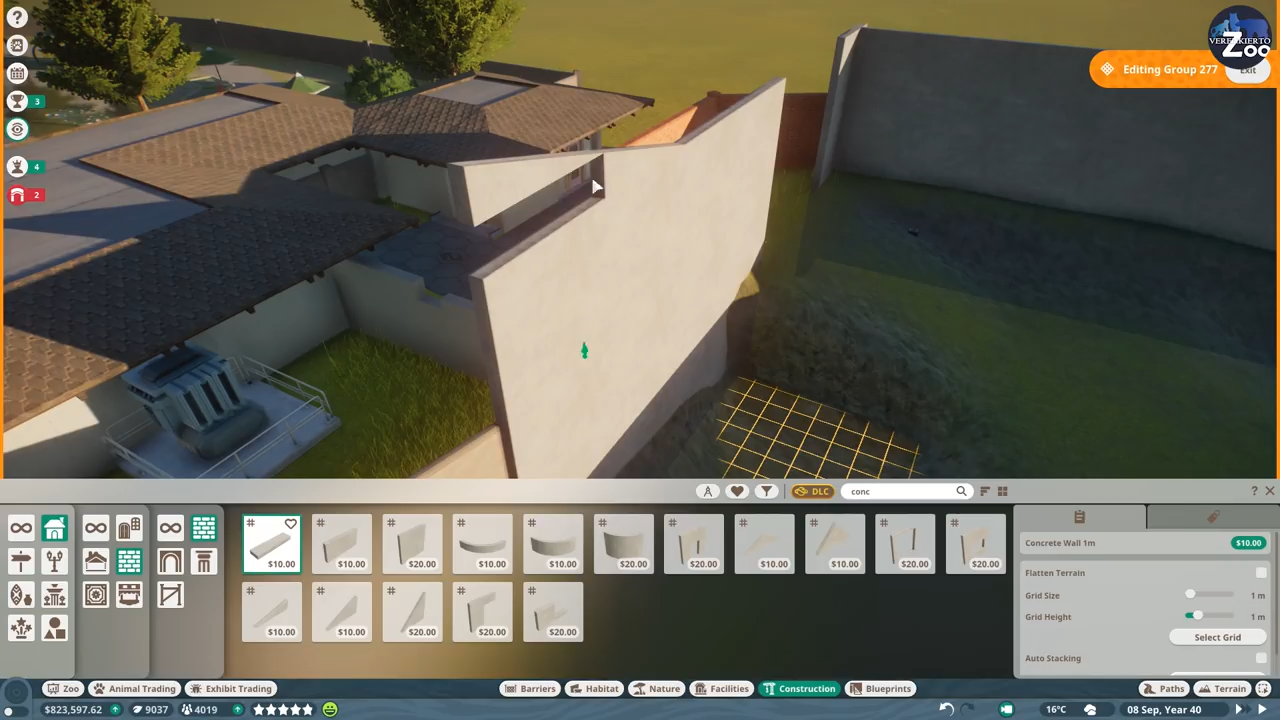 VEREKKIERTO
Zoo
Editing Group 277
Exit
3
4
2
DLC
conc
$10.00
$10.00
$20.00
$10.00
$10.00
$20.00
$20.00
$10.00
$10.00
$20.00
$20.00
$10.00
$10.00
$20.00
$20.00
$20.00
Concrete Wall 1m
$10.00
Flatten Terrain
Grid Size
1 m
Grid Height
1 m
Select Grid
Auto Stacking
Zoo
Animal Trading
Exhibit Trading
Barriers
Habitat
Nature
Facilities
Construction
Blueprints
Paths
Terrain
$823,597.62
9037
4019
16°C
08 Sep, Year 40